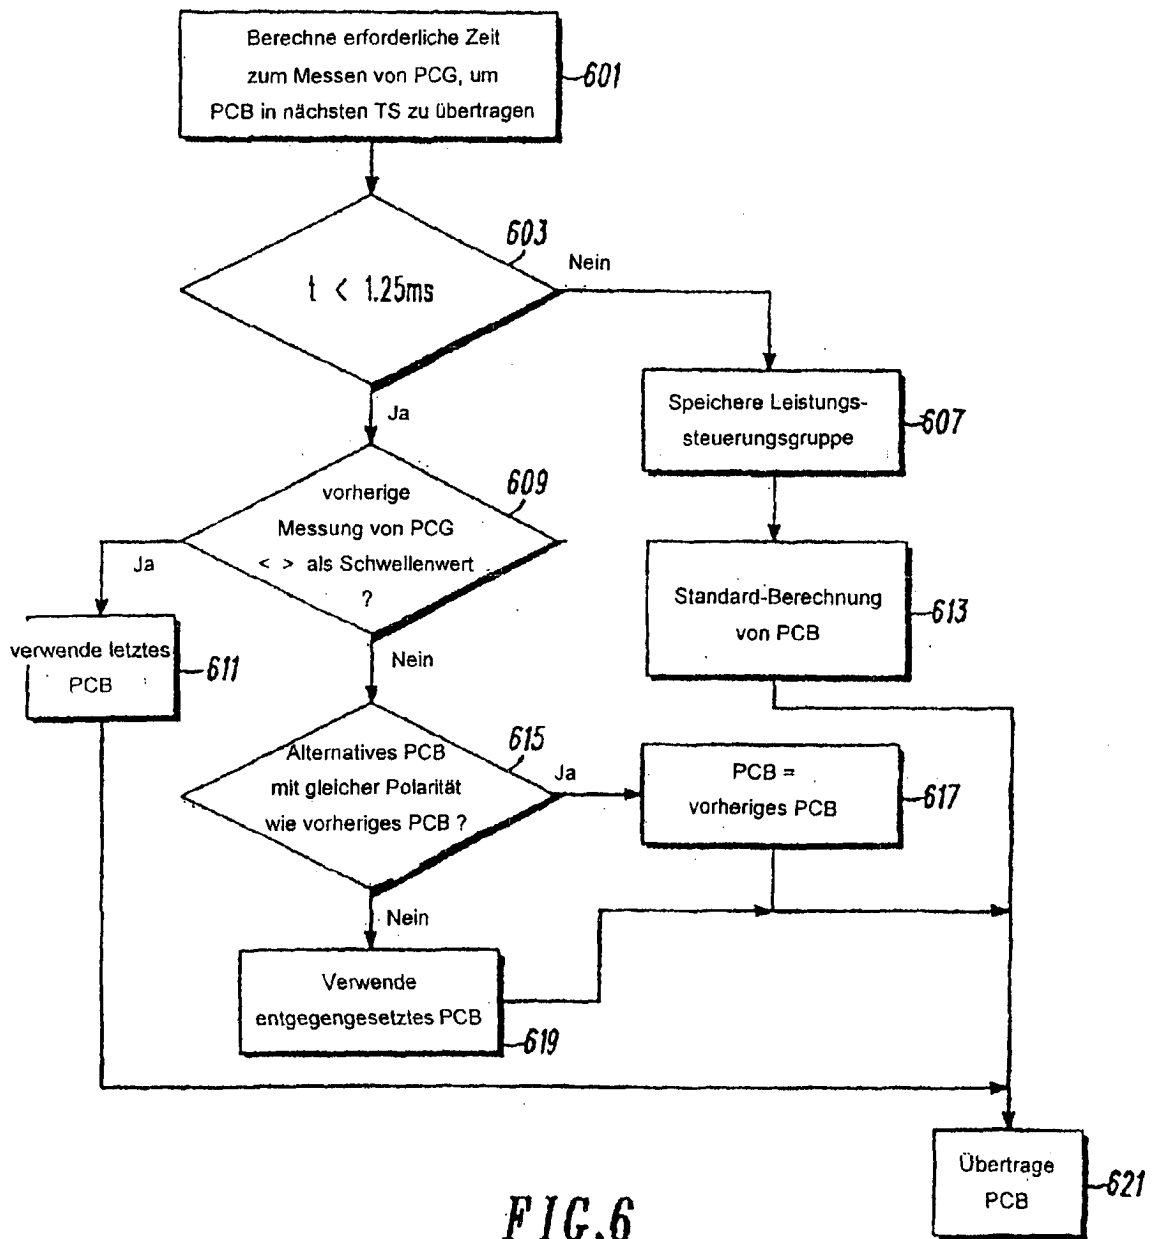 Berechne erforderliche Zeit
zum Messen von PCG, um
PCB in nächsten TS zu übertragen
601
603
t < 1.25ms
Nein
Ja
Speichere Leistungs-
steuerungsgruppe
607
609
vorherige
Messung von PCG
< > als Schwellenwert
?
Ja
Nein
Standard-Berechnung
von PCB
613
verwende letztes
PCB
611
615
Alternatives PCB
mit gleicher Polarität
wie vorheriges PCB ?
Ja
Nein
PCB =
vorheriges PCB
617
Verwende
entgegengesetztes PCB
619
Übertrage
PCB
621
FIG.6